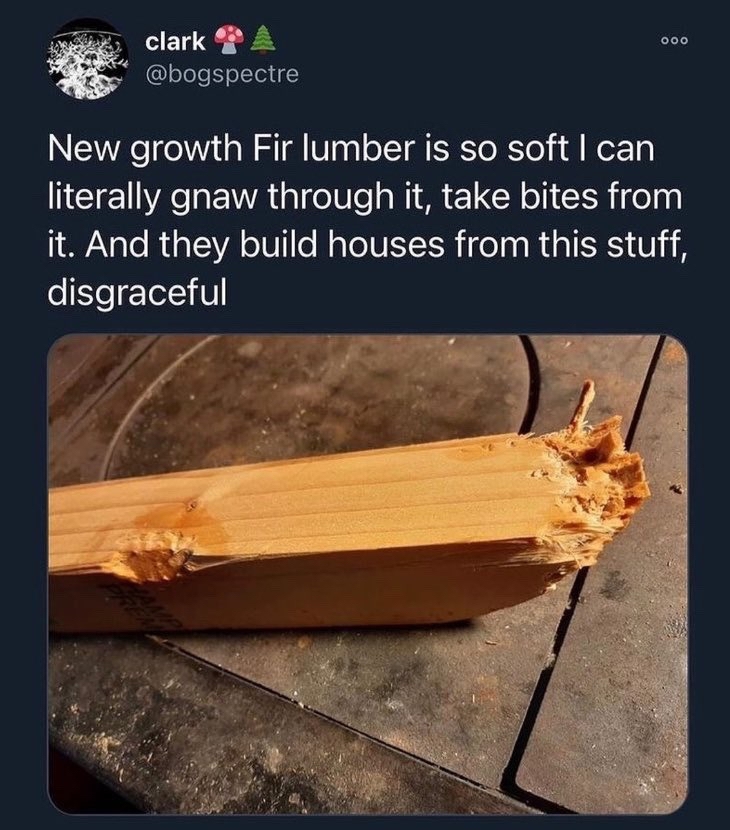 clark 🍄🌲
@bogspectre
New growth Fir lumber is so soft I can
literally gnaw through it, take bites from
it. And they build houses from this stuff,
disgraceful